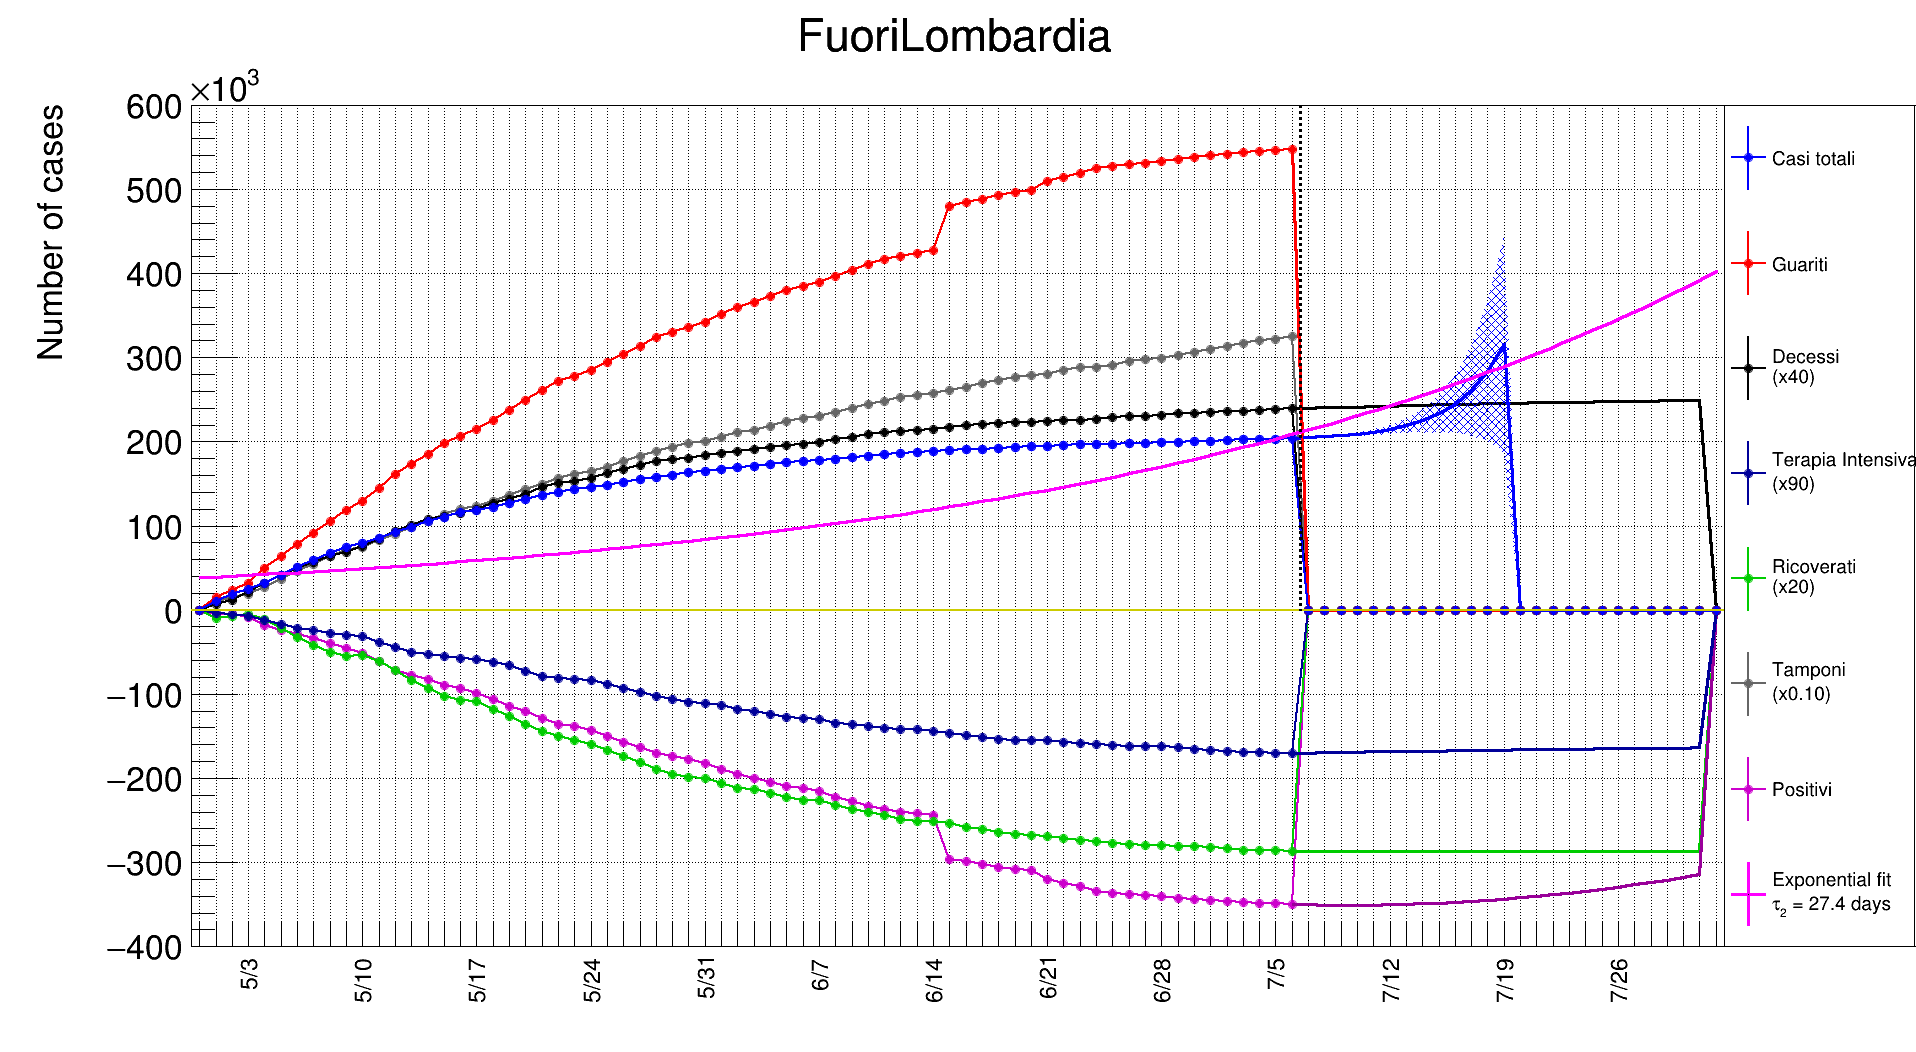 FuoriLombardia
×10³
Number of cases
600
500
400
300
200
100
0
−100
−200
−300
−400
5/3
5/10
5/17
5/24
5/31
6/7
6/14
6/21
6/28
7/5
7/12
7/19
7/26
Casi totali
Guariti
Decessi
(x40)
Terapia Intensiva
(x90)
Ricoverati
(x20)
Tamponi
(x0.10)
Positivi
Exponential fit
τ₂ = 27.4 days